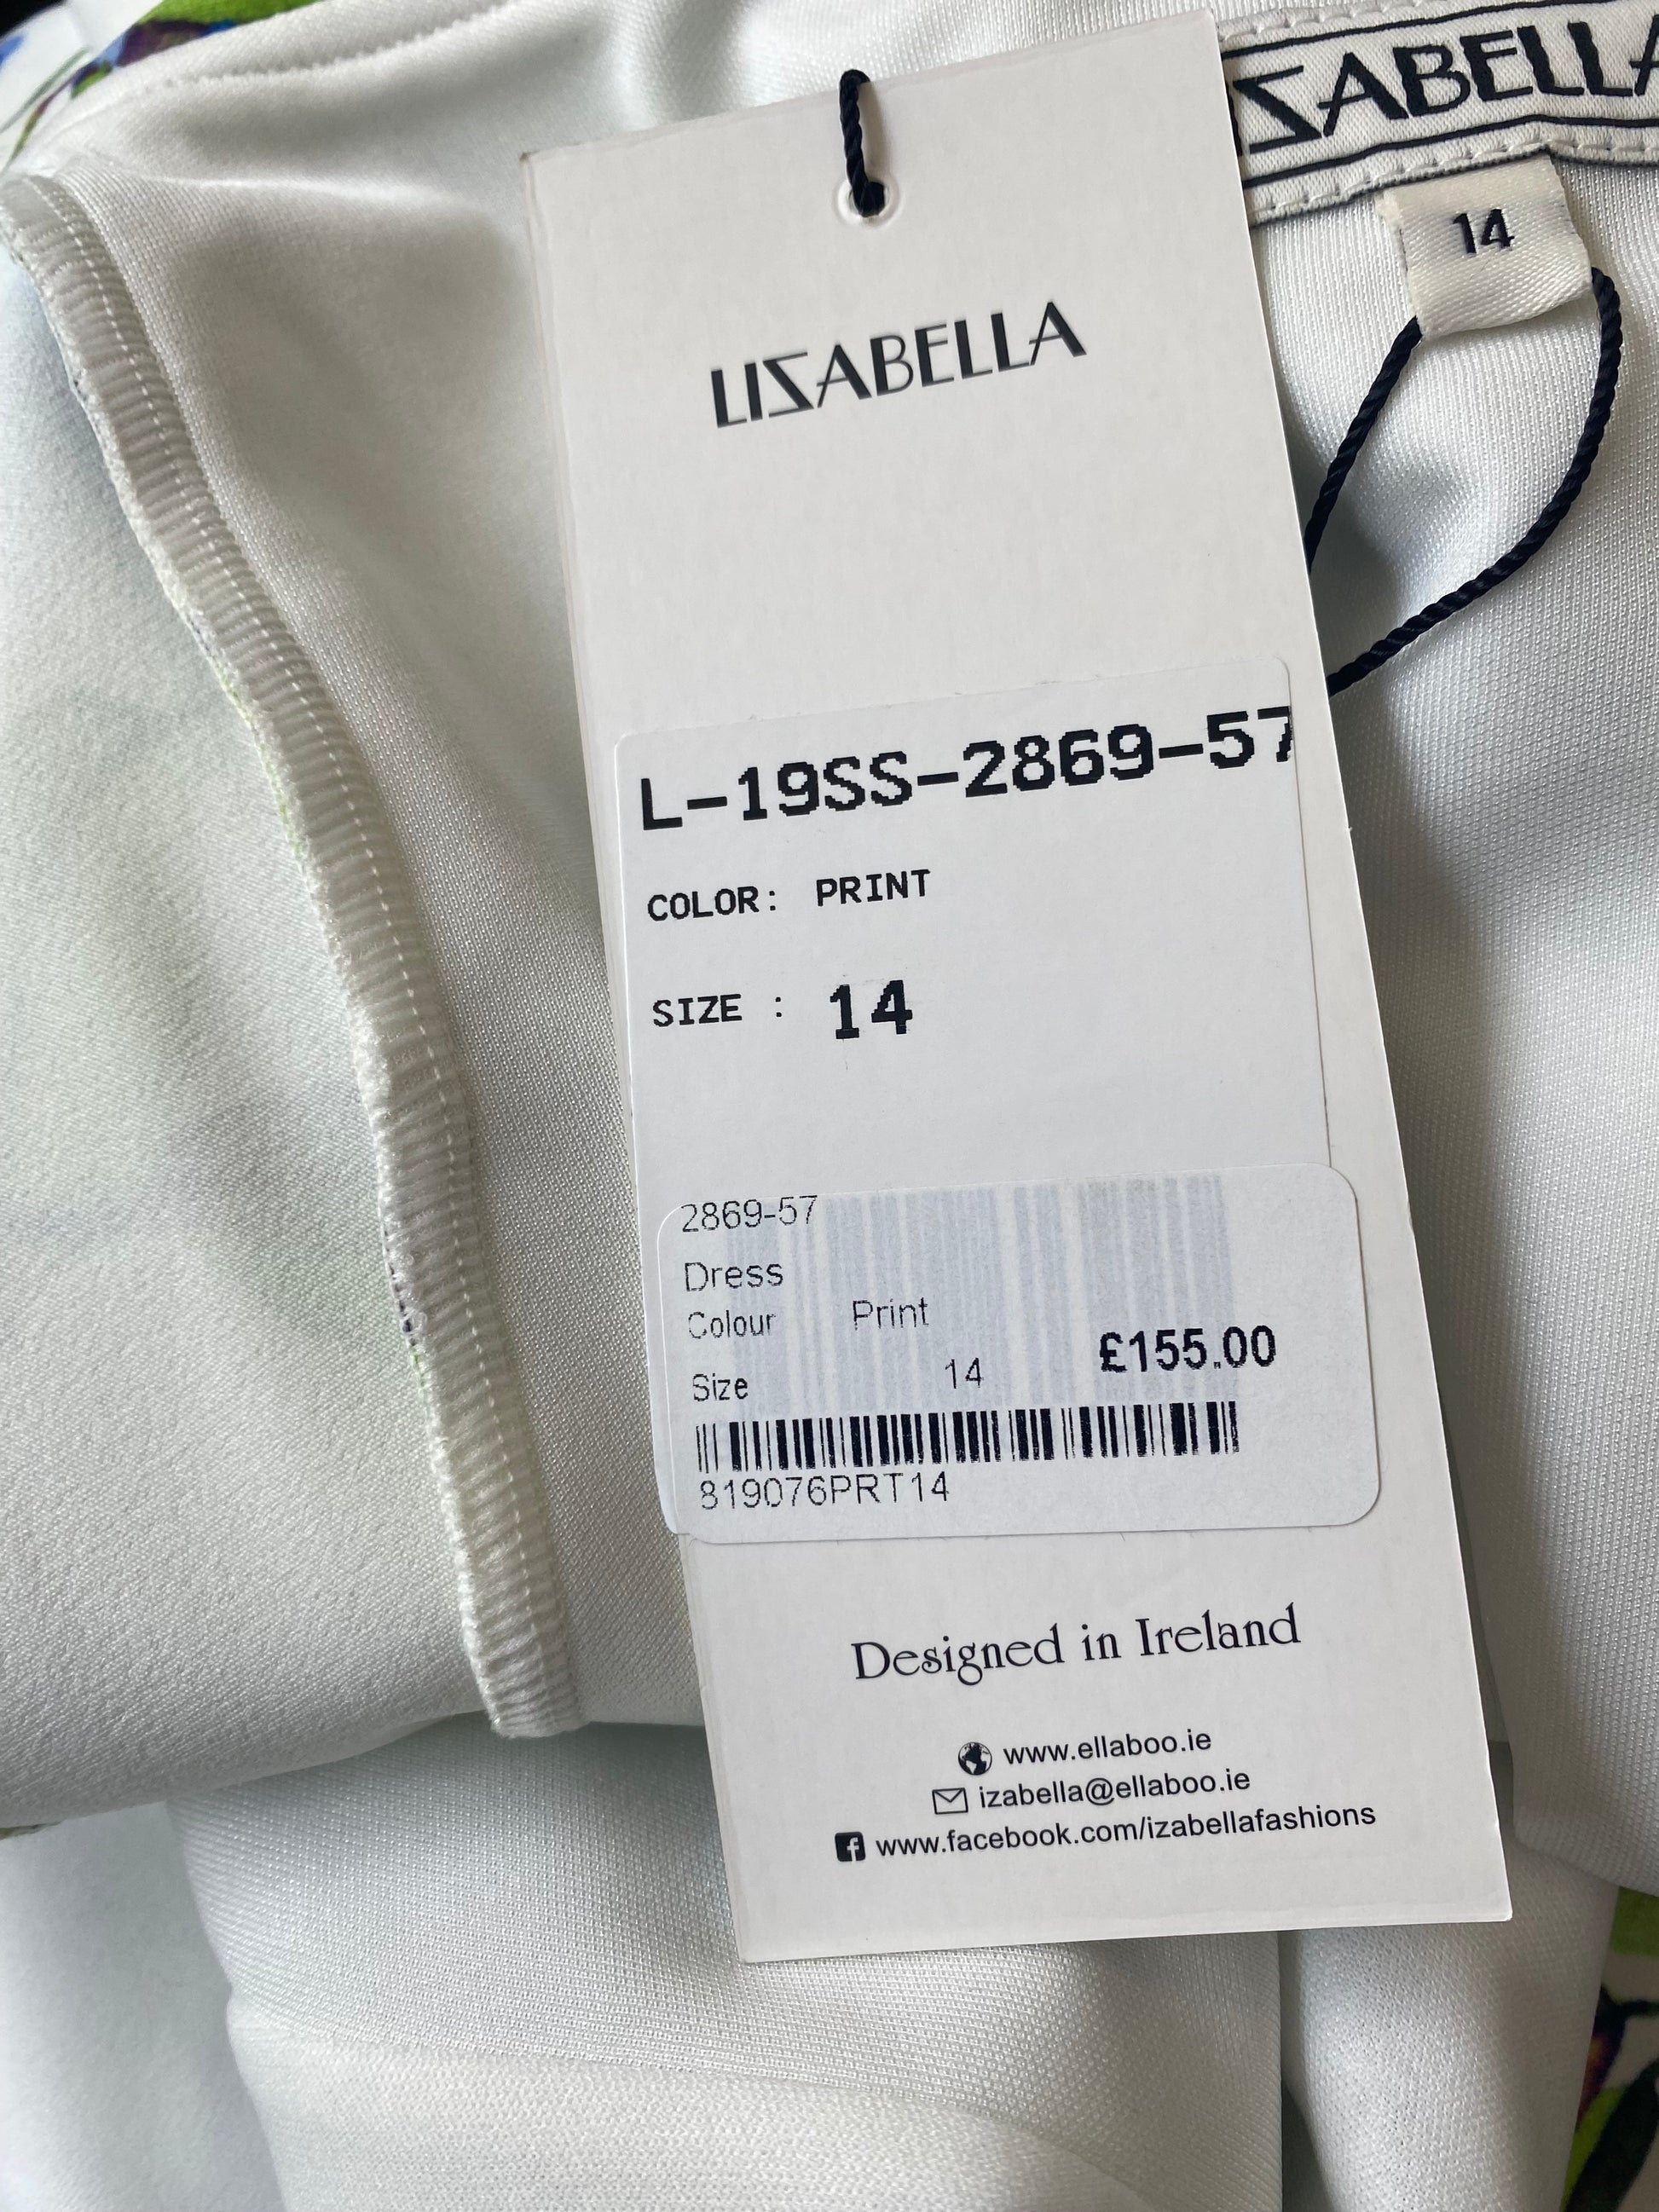 LIZABELLA
IZABELLA
14
L-19SS-2869-57
COLOR: PRINT
SIZE : 14
2869-57
Dress
Colour Print
Size 14 £155.00
819076PRT14
Designed in Ireland
www.ellaboo.ie
izabella@ellaboo.ie
www.facebook.com/izabellafashions